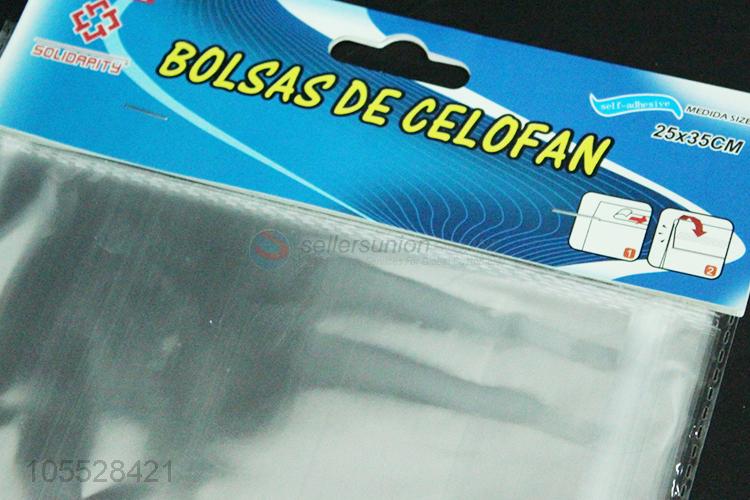 SOLIDARITY
BOLSAS DE CELOFAN
self-adhesive
MEDIDA SIZE
25x35CM
1
2
sellersunion
105528421